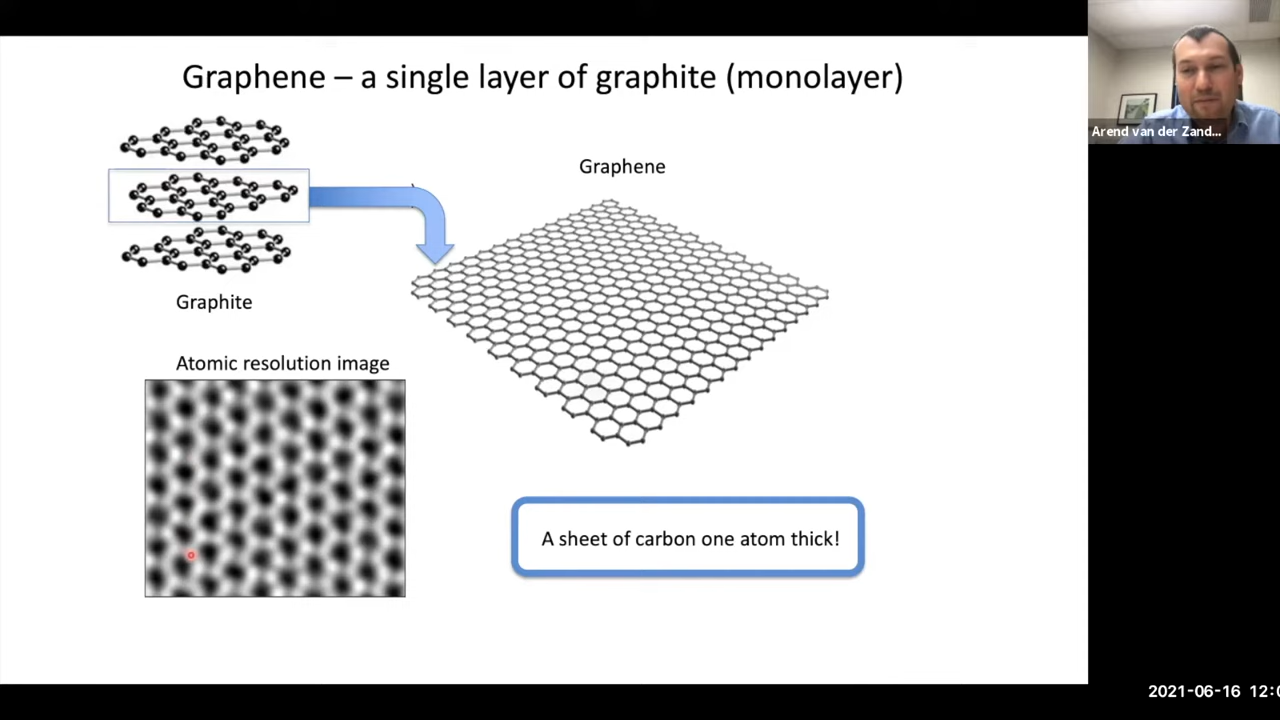 Graphene – a single layer of graphite (monolayer)
Arend van der Zand...
Graphene
Graphite
Atomic resolution image
A sheet of carbon one atom thick!
2021-06-16 12:0